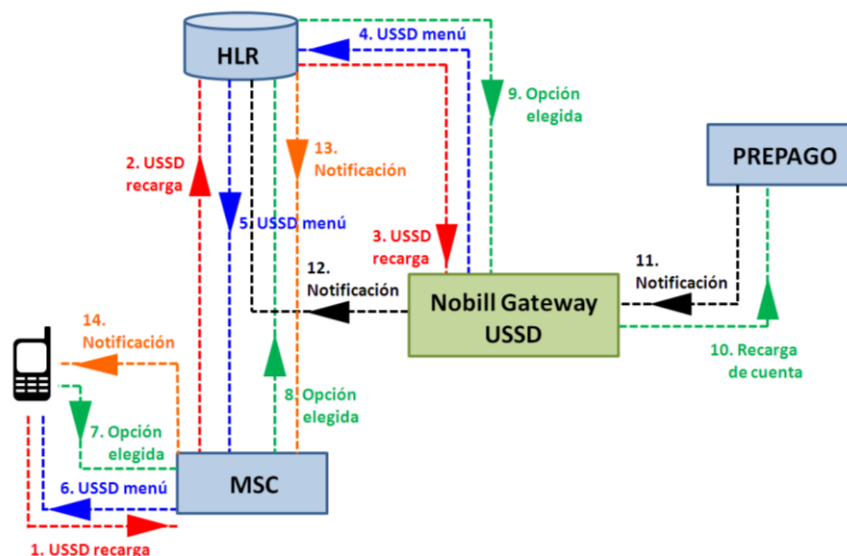 4. USSD menú
HLR
9. Opción
elegida
2. USSD
recarga
13.
Notificación
PREPAGO
5. USSD menú
3. USSD
recarga
12.
Notificación
11.
Notificación
Nobill Gateway
USSD
14.
Notificación
10. Recarga
de cuenta
8. Opción
elegida
7. Opción
elegida
6. USSD menú
MSC
1. USSD recarga